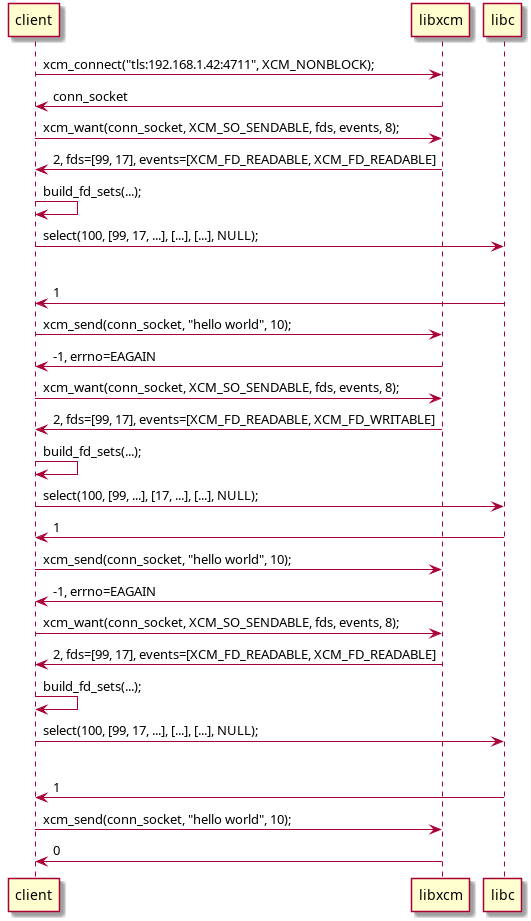 client libxcm libc
xcm_connect("tls:192.168.1.42:4711", XCM_NONBLOCK);
conn_socket
xcm_want(conn_socket, XCM_SO_SENDABLE, fds, events, 8);
2, fds=[99, 17], events=[XCM_FD_READABLE, XCM_FD_READABLE]
build_fd_sets(...);
select(100, [99, 17, ...], [...], [...], NULL);
1
xcm_send(conn_socket, "hello world", 10);
-1, errno=EAGAIN
xcm_want(conn_socket, XCM_SO_SENDABLE, fds, events, 8);
2, fds=[99, 17], events=[XCM_FD_READABLE, XCM_FD_WRITABLE]
build_fd_sets(...);
select(100, [99, ...], [17, ...], [...], NULL);
1
xcm_send(conn_socket, "hello world", 10);
-1, errno=EAGAIN
xcm_want(conn_socket, XCM_SO_SENDABLE, fds, events, 8);
2, fds=[99, 17], events=[XCM_FD_READABLE, XCM_FD_READABLE]
build_fd_sets(...);
select(100, [99, 17, ...], [...], [...], NULL);
1
xcm_send(conn_socket, "hello world", 10);
0
client libxcm libc